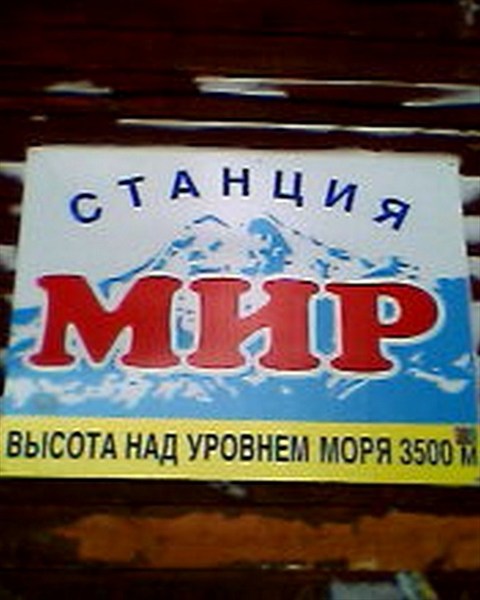 СТАНЦИЯ
МИР
ВЫСОТА НАД УРОВНЕМ МОРЯ 3500 М